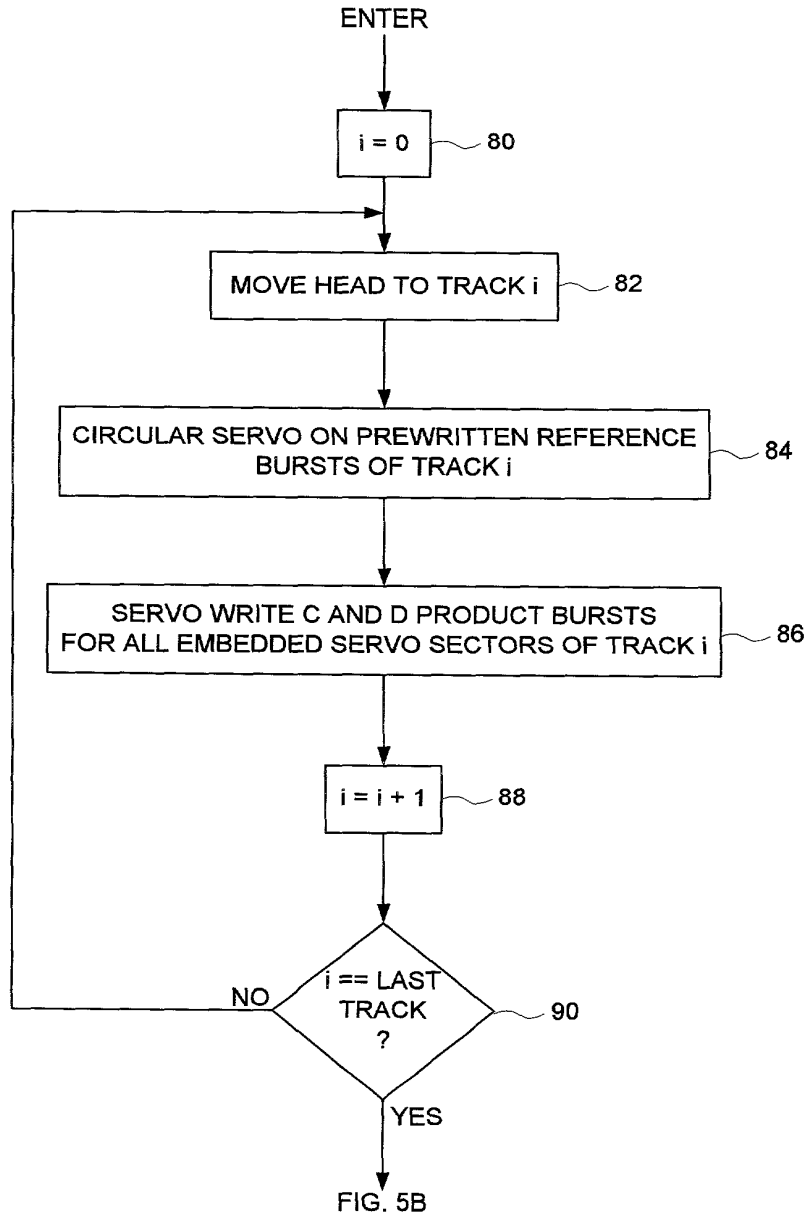 ENTER
i = 0
80
MOVE HEAD TO TRACK i
82
CIRCULAR SERVO ON PREWRITTEN REFERENCE
BURSTS OF TRACK i
84
SERVO WRITE C AND D PRODUCT BURSTS
FOR ALL EMBEDDED SERVO SECTORS OF TRACK i
86
i = i + 1
88
i == LAST
TRACK
?
NO
90
YES
FIG. 5B